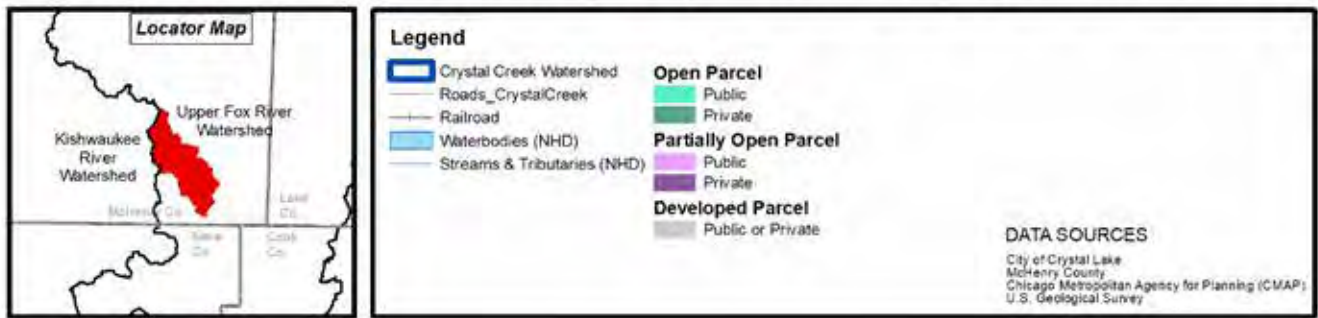 Locator Map
Upper Fox River
Watershed
Kishwaukee
River
Watershed
McHenry Co
Lake
Co
Kane
Co
Cook
Co
Legend
Crystal Creek Watershed
Roads_CrystalCreek
Railroad
Waterbodies (NHD)
Streams & Tributaries (NHD)
Open Parcel
Public
Private
Partially Open Parcel
Public
Private
Developed Parcel
Public or Private
DATA SOURCES
City of Crystal Lake
McHenry County
Chicago Metropolitan Agency for Planning (CMAP)
U.S. Geological Survey